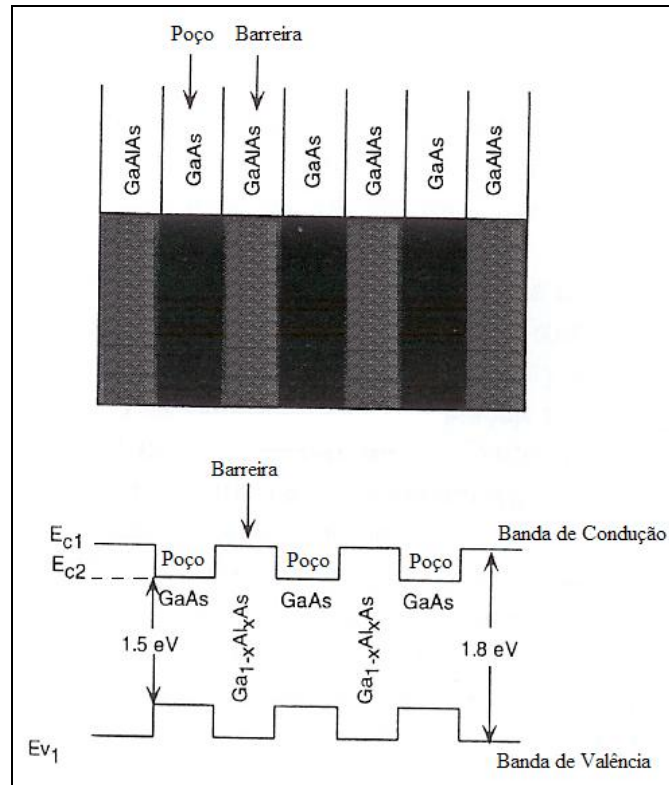 Poço Barreira
GaAlAs GaAs GaAlAs GaAs GaAlAs GaAs GaAlAs
Barreira
Ec1 Banda de Condução
Poço Poço Poço
Ec2
GaAs GaAs GaAs
Ga1-xAlxAs Ga1-xAlxAs
1.5 eV 1.8 eV
Ev1
Banda de Valência